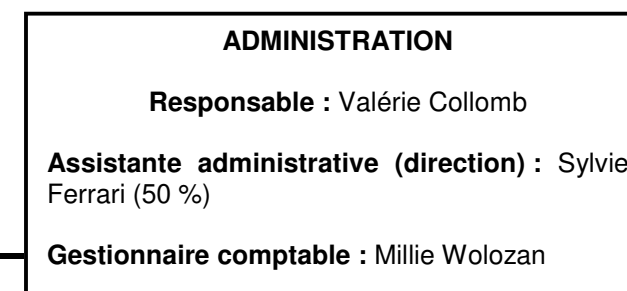 ADMINISTRATION
Responsable : Valérie Collomb
Assistante administrative (direction) : Sylvie
Ferrari (50 %)
Gestionnaire comptable : Millie Wolozan